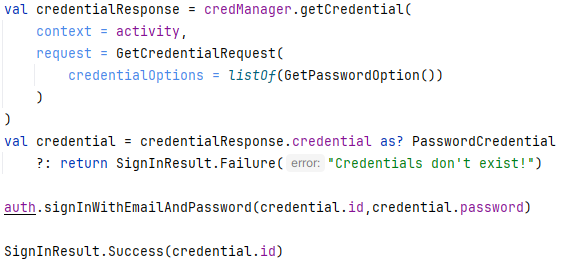 val credentialResponse = credManager.getCredential(
    context = activity,
    request = GetCredentialRequest(
        credentialOptions = listOf(GetPasswordOption())
    )
)
val credential = credentialResponse.credential as? PasswordCredential
    ?: return SignInResult.Failure( error: "Credentials don't exist!")

auth.signInWithEmailAndPassword(credential.id,credential.password)

SignInResult.Success(credential.id)